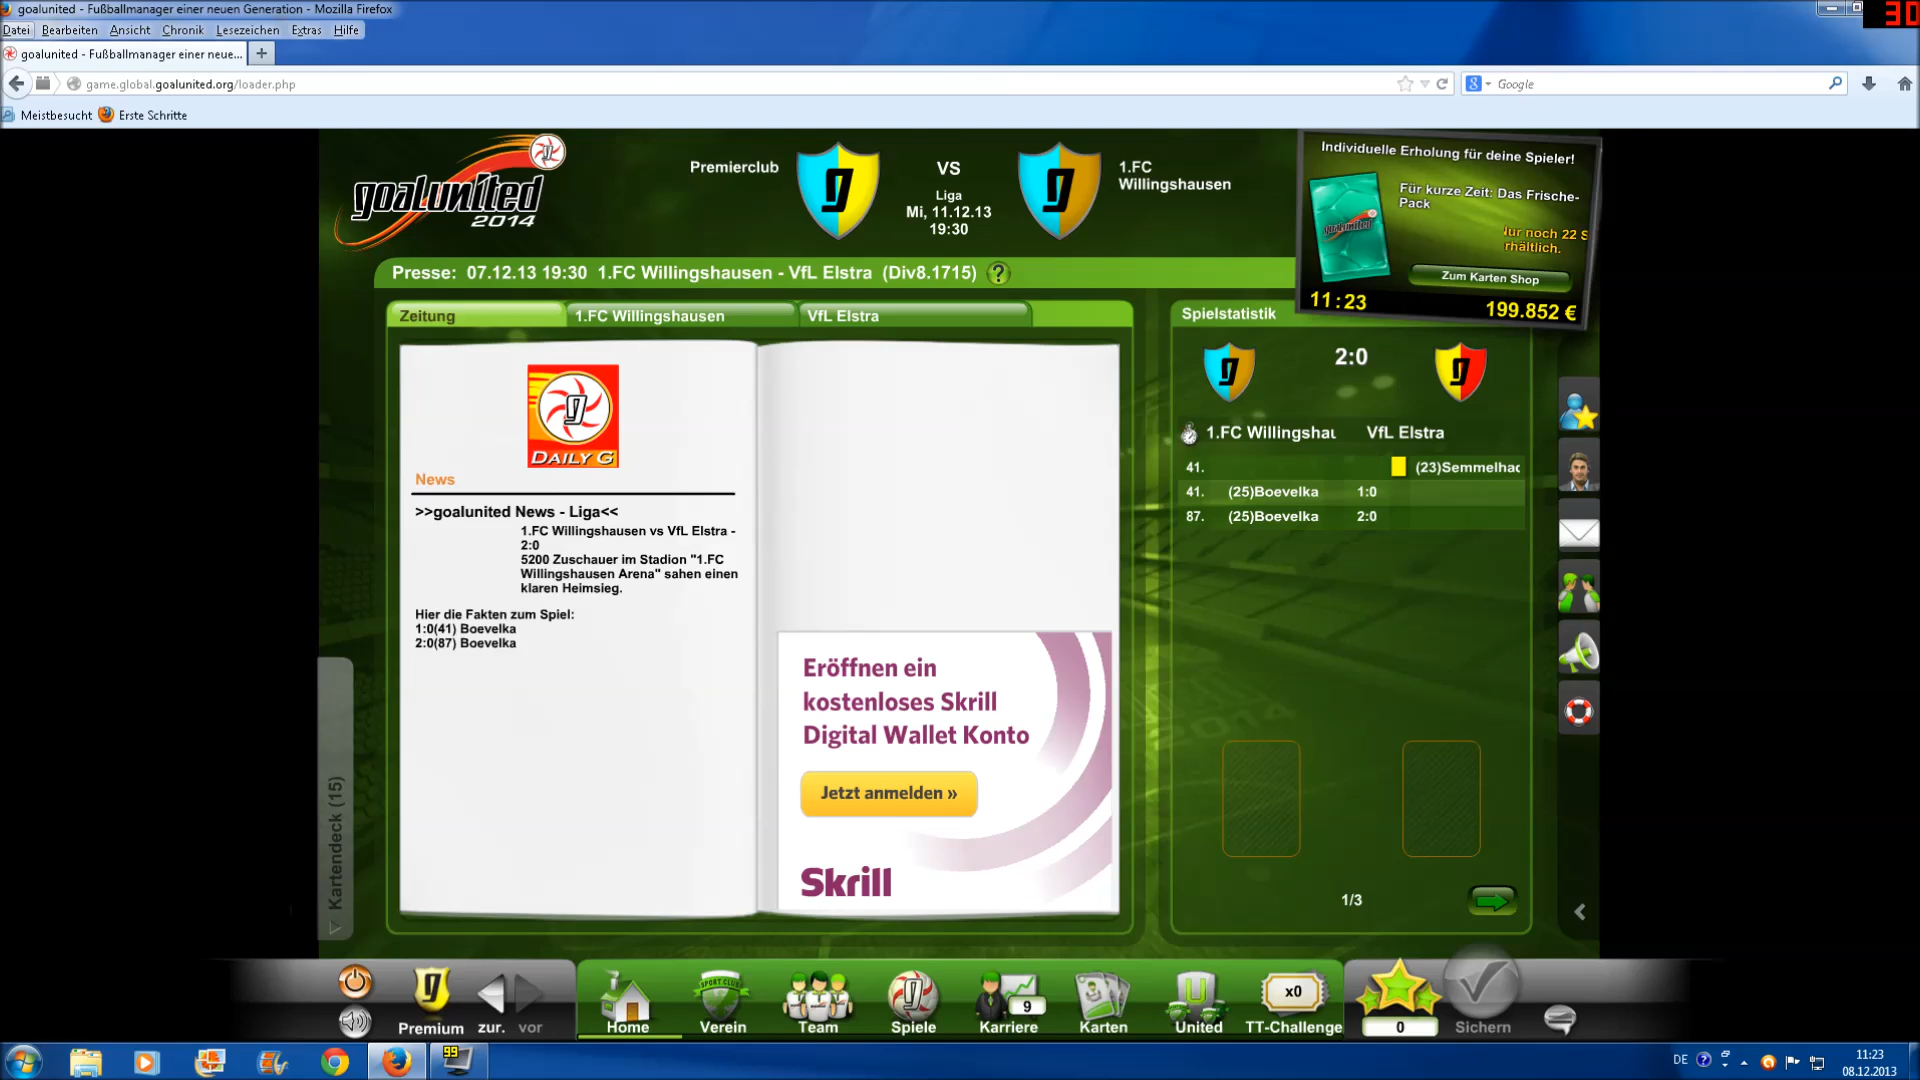 goalunited - Fußballmanager einer neuen Generation - Mozilla Firefox
30
Datei Bearbeiten Ansicht Chronik Lesezeichen Extras Hilfe
goalunited - Fußballmanager einer neue... +
game.global.goalunited.org/loader.php
Google
Meistbesucht Erste Schritte
goalunited
2014
Premierclub
VS
Liga
Mi, 11.12.13
19:30
1.FC
Willingshausen
Individuelle Erholung für deine Spieler!
Für kurze Zeit: Das Frische-
Pack
Nur noch 22 S
rhältlich.
Zum Karten Shop
11:23
199.852 €
Presse: 07.12.13 19:30 1.FC Willingshausen - VfL Elstra (Div8.1715) ?
Zeitung
1.FC Willingshausen
VfL Elstra
DAILY G
News
>>goalunited News - Liga<<
1.FC Willingshausen vs VfL Elstra -
2:0
5200 Zuschauer im Stadion "1.FC
Willingshausen Arena" sahen einen
klaren Heimsieg.
Hier die Fakten zum Spiel:
1:0(41) Boevelka
2:0(87) Boevelka
Eröffnen ein
kostenloses Skrill
Digital Wallet Konto
Jetzt anmelden »
Skrill
Spielstatistik
2:0
1.FC Willingshau VfL Elstra
41. (23)Semmelhac
41. (25)Boevelka 1:0
87. (25)Boevelka 2:0
1/3
Kartendeck (15)
Premium
zur.
vor
Home
SPORT CLUB
Verein
Team
Spiele
9
Karriere
Karten
United
x0
TT-Challenge
0
Sichern
99
DE
11:23
08.12.2013